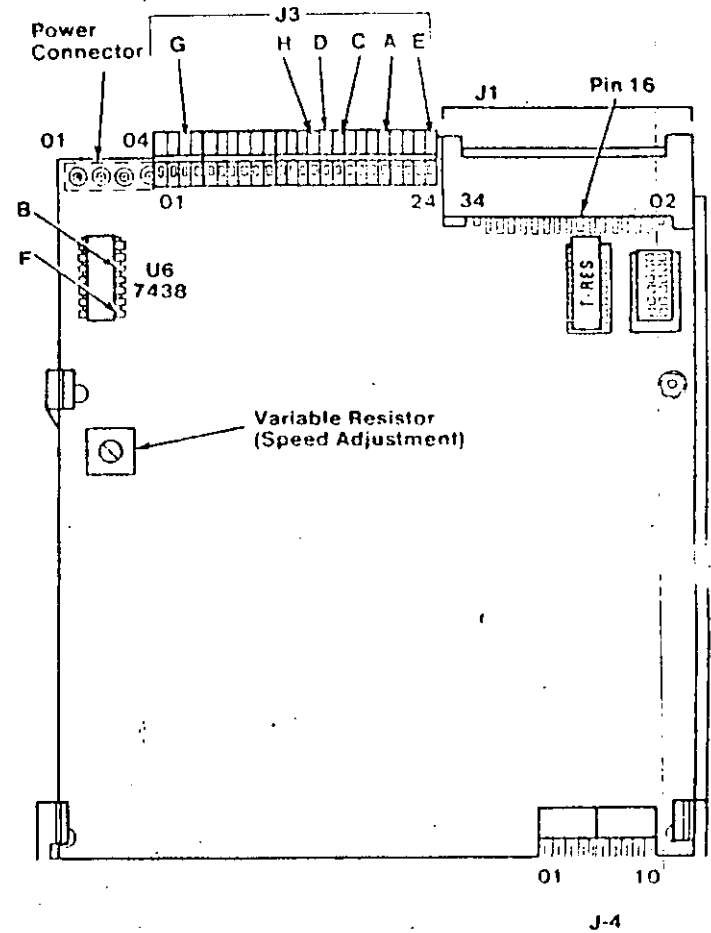 J3
Power
Connector
G
H D C A E
J1
Pin 16
01
04
01
24
34
02
B
F
U6
7438
T-RES
Variable Resistor
(Speed Adjustment)
01
10
J-4